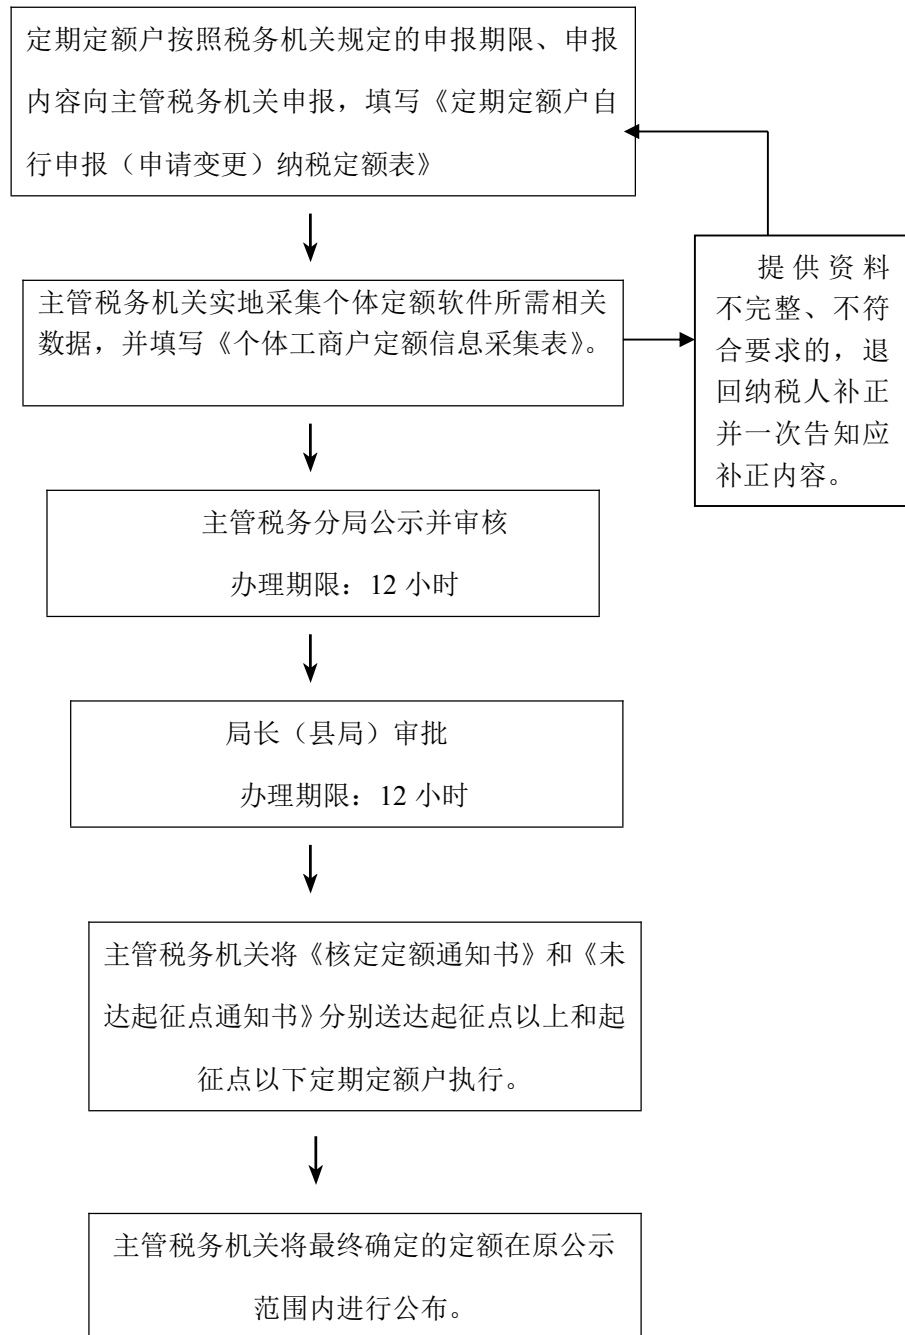 定期定额户按照税务机关规定的申报期限、申报
内容向主管税务机关申报，填写《定期定额户自
行申报（申请变更）纳税定额表》
提供资料
不完整、不符
合要求的，退
回纳税人补正
并一次告知应
补正内容。
主管税务机关实地采集个体定额软件所需相关
数据，并填写《个体工商户定额信息采集表》。
主管税务分局公示并审核
办理期限：12 小时
局长（县局）审批
办理期限：12 小时
主管税务机关将《核定定额通知书》和《未
达起征点通知书》分别送达起征点以上和起
征点以下定期定额户执行。
主管税务机关将最终确定的定额在原公示
范围内进行公布。